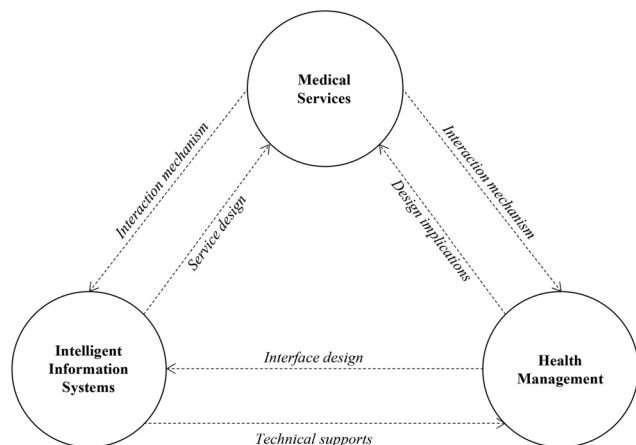 Medical
Services
Interaction mechanism
Service design
Design implications
Interaction mechanism
Intelligent
Information
Systems
Interface design
Health
Management
Technical supports